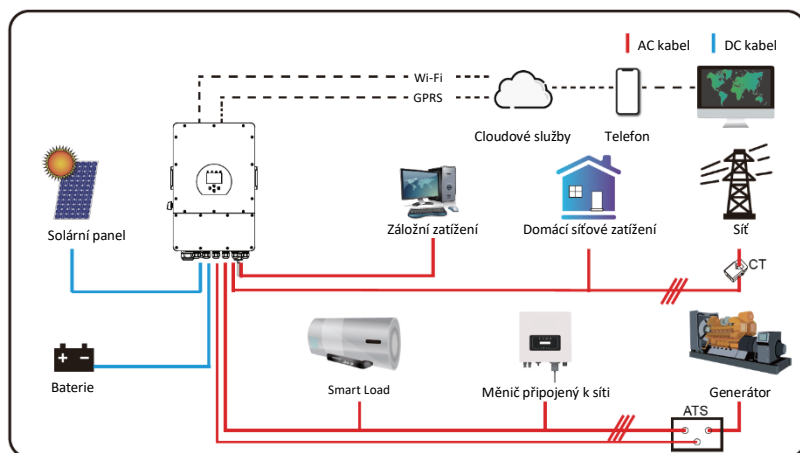 AC kabel
DC kabel
Wi-Fi
GPRS
Cloudové služby
Telefon
Solární panel
Záložní zatížení
Domácí síťové zatížení
Síť
CT
Baterie
Smart Load
Měnič připojený k síti
Generátor
ATS